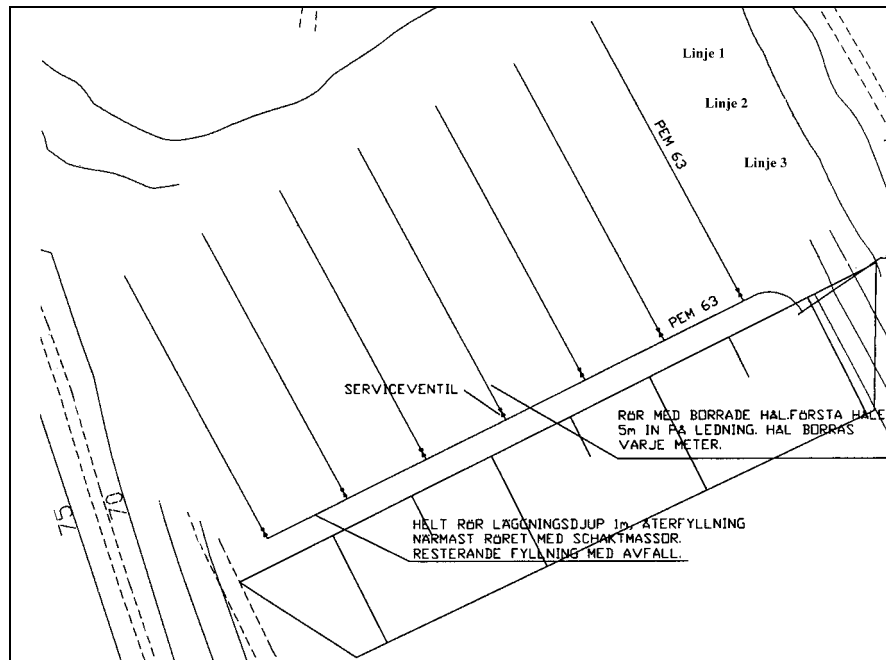 Linje 1
Linje 2
Linje 3
PEM 63
PEM 63
SERVICEVENTIL
RÖR MED BORRADE HÅL.FÖRSTA HÅLE
5m IN PÅ LEDNING. HÅL BORRAS
VARJE METER.
HELT RÖR LÄGGNINGSDJUP 1m, ÅTERFYLLNING
NÄRMAST RÖRET MED SCHAKTMASSOR.
RESTERANDE FYLLNING MED AVFALL.
75
70